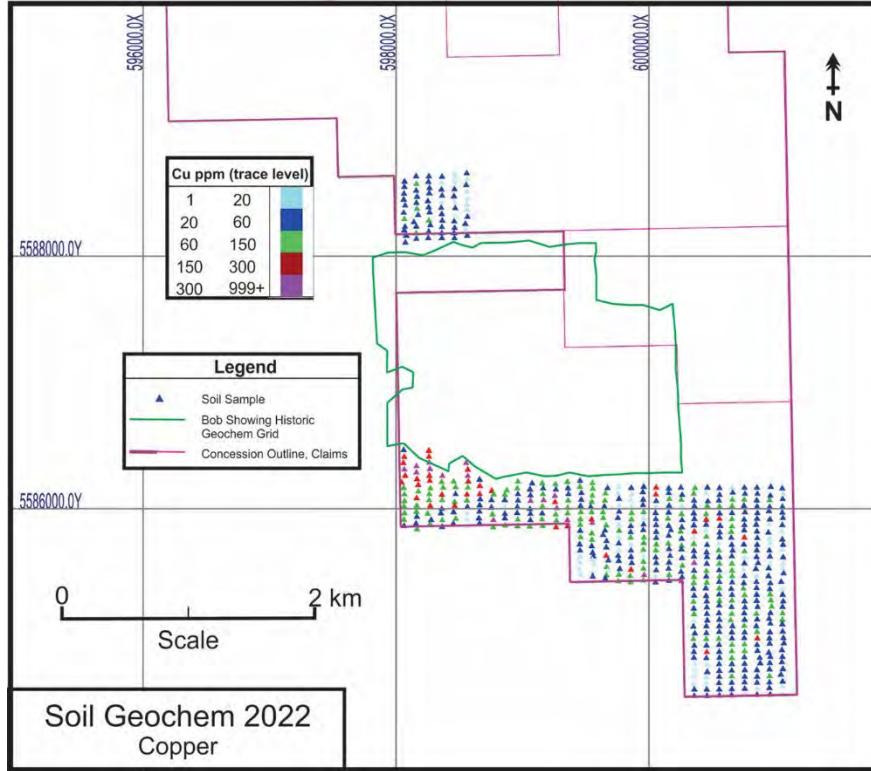 596000.0X
598000.0X
600000.0X
N
Cu ppm (trace level)
1 20
20 60
60 150
150 300
300 999+
5588000.0Y
Legend
Soil Sample
Bob Showing Historic
Geochem Grid
Concession Outline, Claims
5586000.0Y
0 2 km
Scale
Soil Geochem 2022
Copper